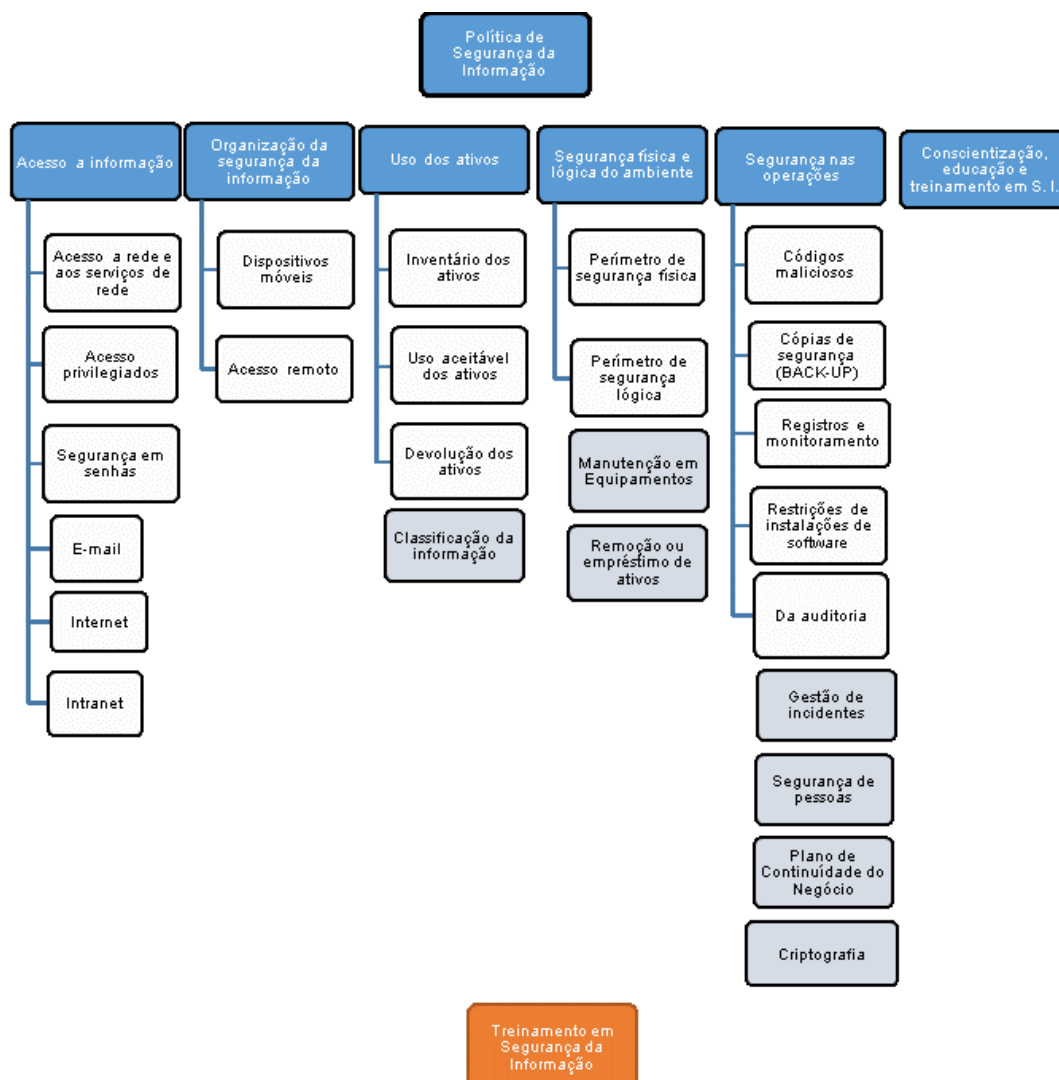 Política de
Segurança da
Informação
Acesso a informação
Organização da
segurança da
informação
Uso dos ativos
Segurança física e
lógica do ambiente
Segurança nas
operações
Conscientização,
educação e
treinamento em S. I.
Acesso a rede e
aos serviços de
rede
Acesso
privilegiados
Segurança em
senhas
E-mail
Internet
Intranet
Dispositivos
móveis
Acesso remoto
Inventário dos
ativos
Uso aceitável
dos ativos
Devolução dos
ativos
Classificação da
informação
Perímetro de
segurança física
Perímetro de
segurança
lógica
Manutenção em
Equipamentos
Remoção ou
empréstimo de
ativos
Códigos
maliciosos
Cópias de
segurança
(BACK-UP)
Registros e
monitoramento
Restrições de
instalações de
software
Da auditoria
Gestão de
incidentes
Segurança de
pessoas
Plano de
Continuídade do
Negócio
Criptografia
Treinamento em
Segurança da
Informação